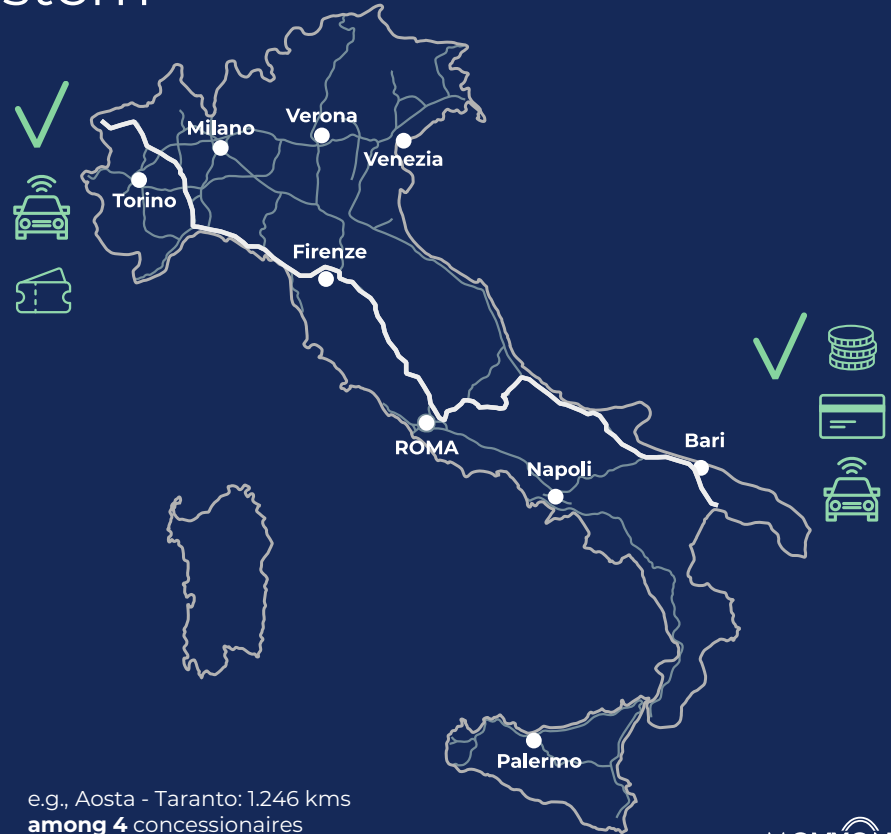 Milano
Verona
Venezia
Torino
Firenze
ROMA
Napoli
Bari
Palermo
e.g., Aosta - Taranto: 1.246 kms
among 4 concessionaires